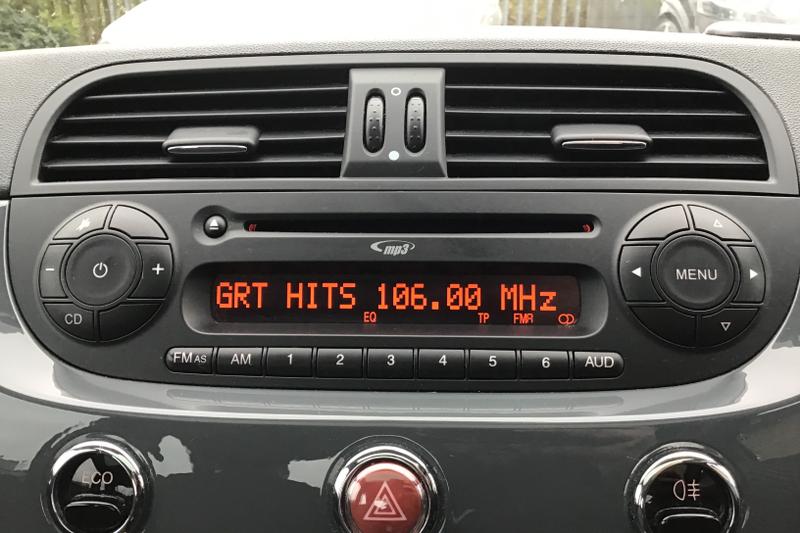 mp3
GRT HITS 106.00 MHz
EQ TP FMR
MENU
CD
FM AS AM 1 2 3 4 5 6 AUD
ECO